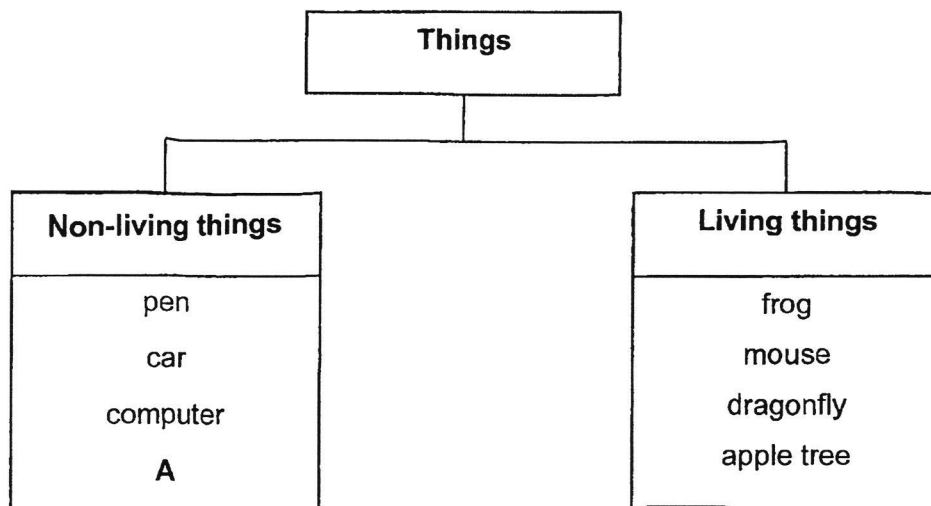 Things
Non-living things
pen
car
computer
A
Living things
frog
mouse
dragonfly
apple tree